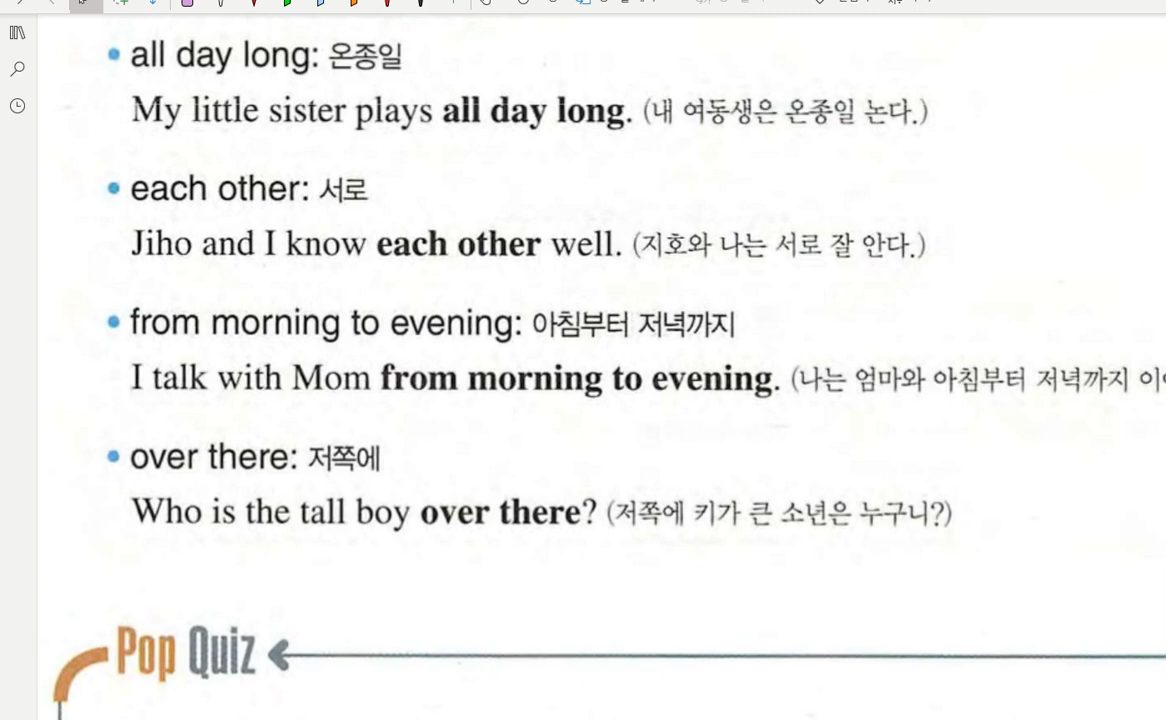 all day long: 온종일
My little sister plays all day long. (내 여동생은 온종일 논다.)
each other: 서로
Jiho and I know each other well. (지호와 나는 서로 잘 안다.)
from morning to evening: 아침부터 저녁까지
I talk with Mom from morning to evening. (나는 엄마와 아침부터 저녁까지
over there: 저쪽에
Who is the tall boy over there? (저쪽에 키가 큰 소년은 누구니?)
Pop Quiz